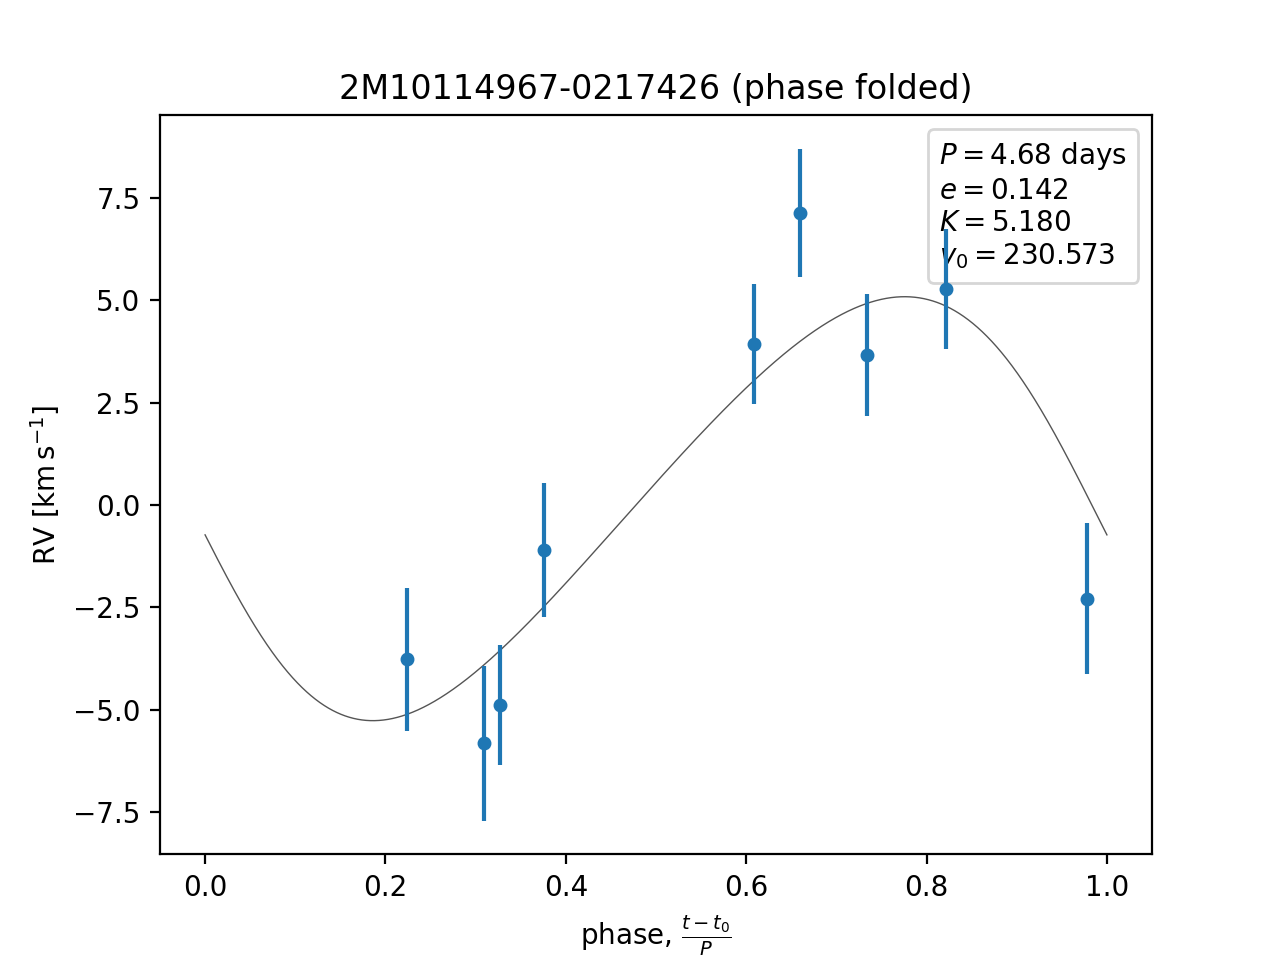 2M10114967-0217426 (phase folded)
P = 4.68 days
e = 0.142
K = 5.180
v₀ = 230.573
7.5
5.0
2.5
0.0
−2.5
−5.0
−7.5
RV [km s⁻¹]
0.0 0.2 0.4 0.6 0.8 1.0
phase, (t − t₀)/P